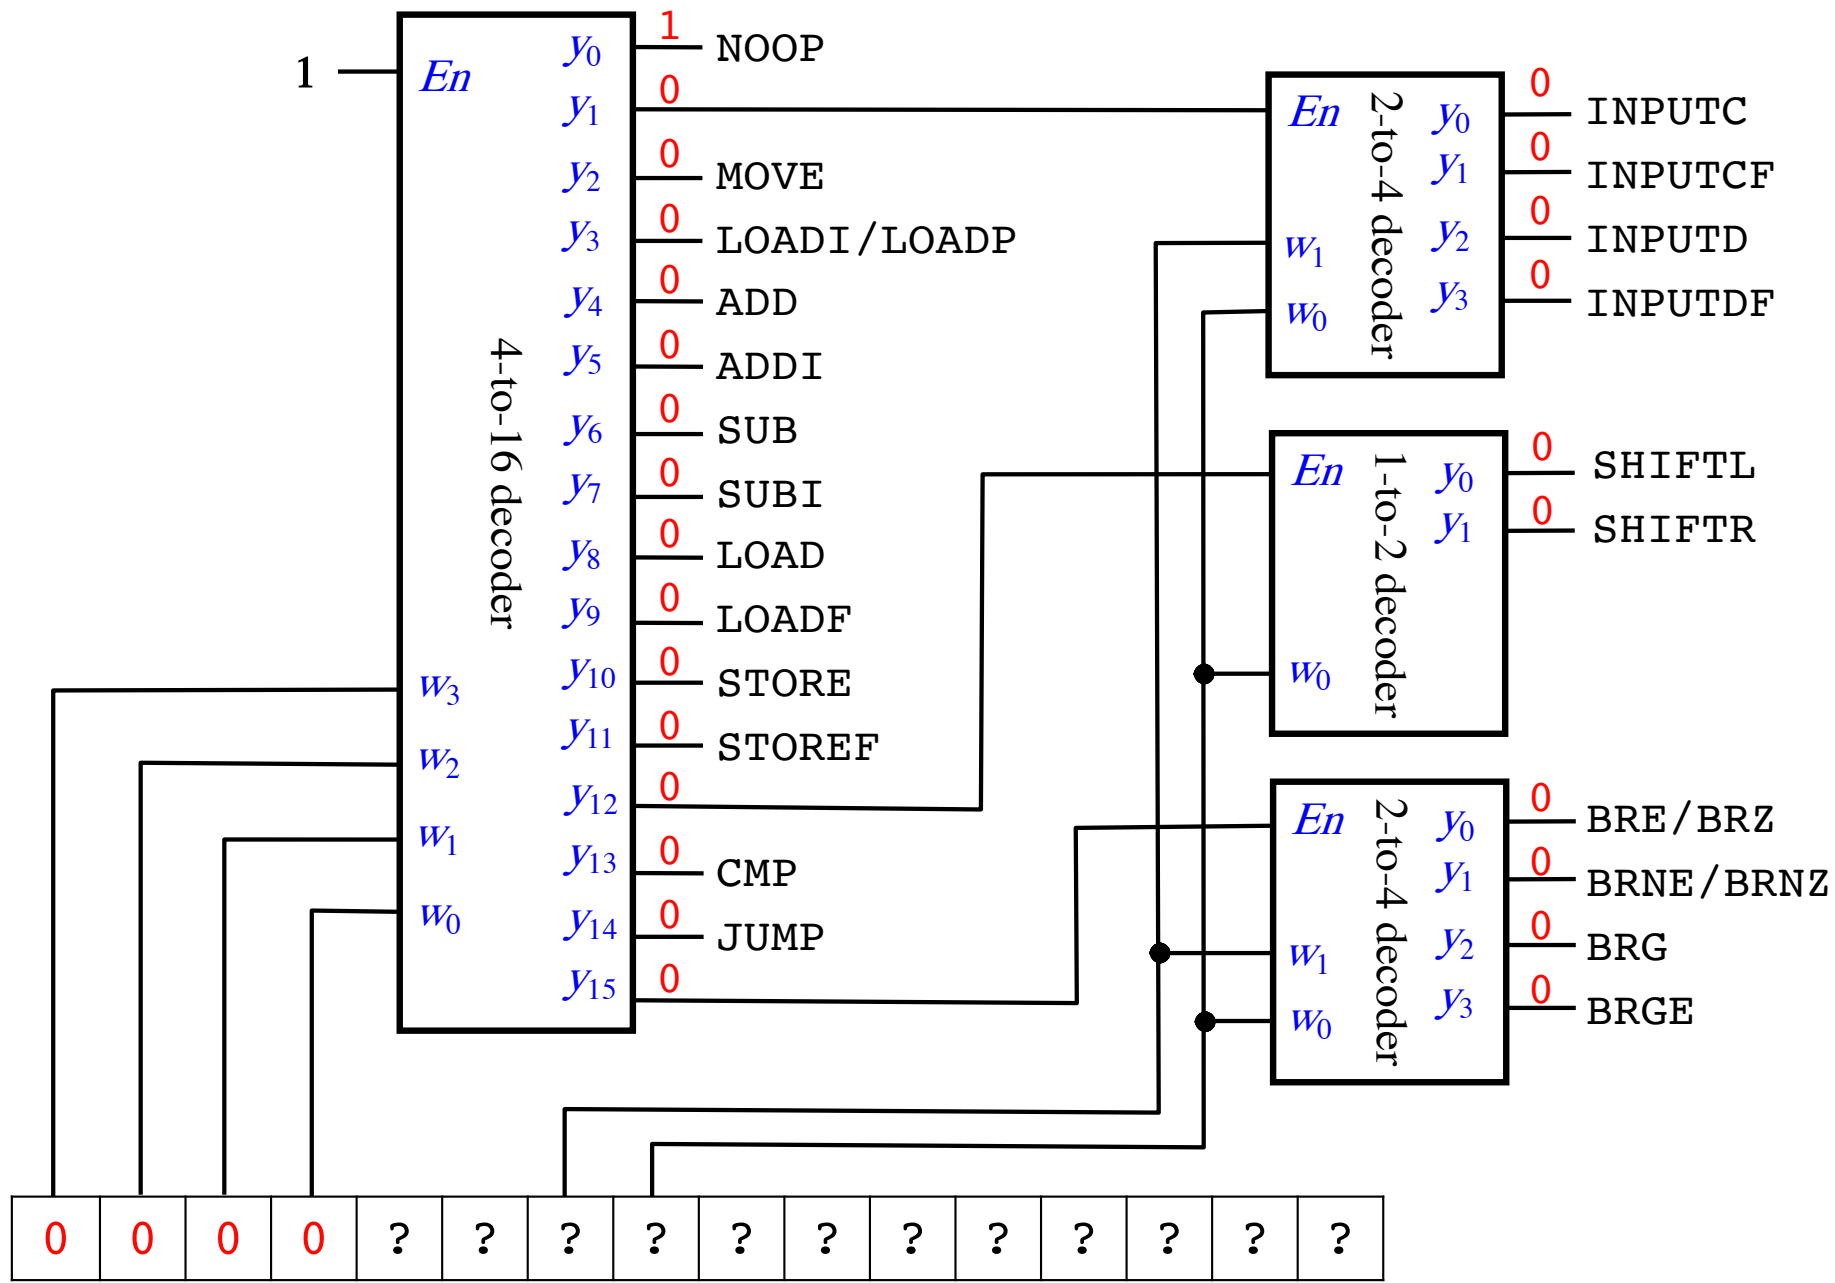 1 En
4-to-16 decoder
w3
w2
w1
w0
y0 1 NOOP
y1 0
y2 0 MOVE
y3 0 LOADI/LOADP
y4 0 ADD
y5 0 ADDI
y6 0 SUB
y7 0 SUBI
y8 0 LOAD
y9 0 LOADF
y10 0 STORE
y11 0 STOREF
y12 0
y13 0 CMP
y14 0 JUMP
y15 0
En
2-to-4 decoder
w1
w0
y0 0 INPUTC
y1 0 INPUTCF
y2 0 INPUTD
y3 0 INPUTDF
En
1-to-2 decoder
w0
y0 0 SHIFTL
y1 0 SHIFTR
En
2-to-4 decoder
w1
w0
y0 0 BRE/BRZ
y1 0 BRNE/BRNZ
y2 0 BRG
y3 0 BRGE
0 0 0 0 ? ? ? ? ? ? ? ? ? ? ? ?